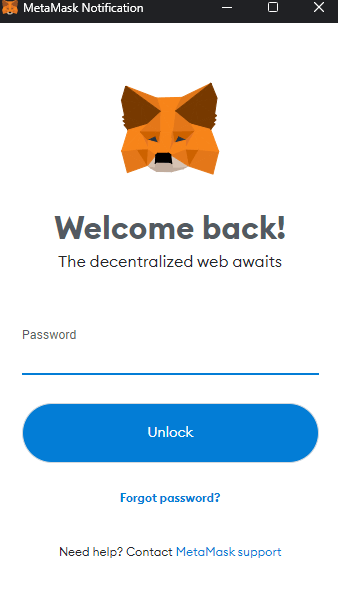 MetaMask Notification
Welcome back!
The decentralized web awaits
Password
Unlock
Forgot password?
Need help? Contact MetaMask support